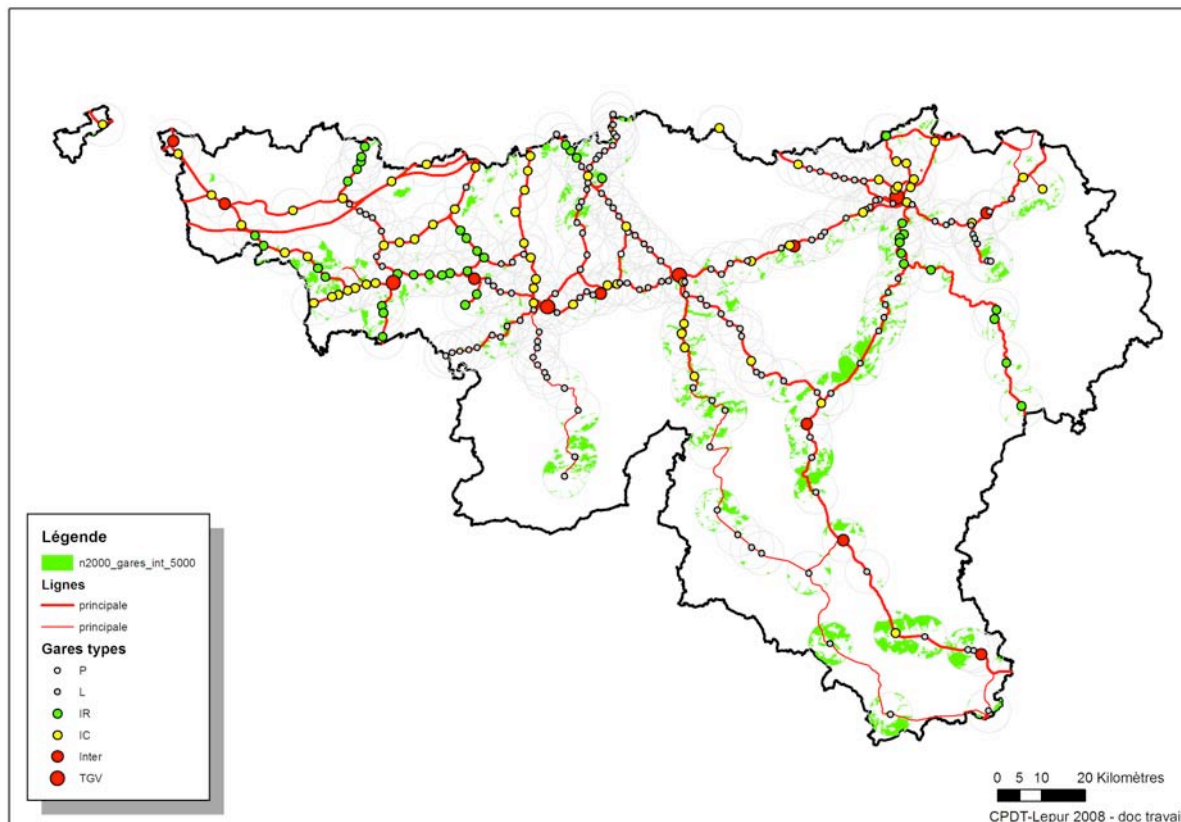 Légende
n2000_gares_int_5000
Lignes
principale
principale
Gares types
P
L
IR
IC
Inter
TGV
0 5 10 20 Kilomètres
CPDT-Lepur 2008 - doc travai